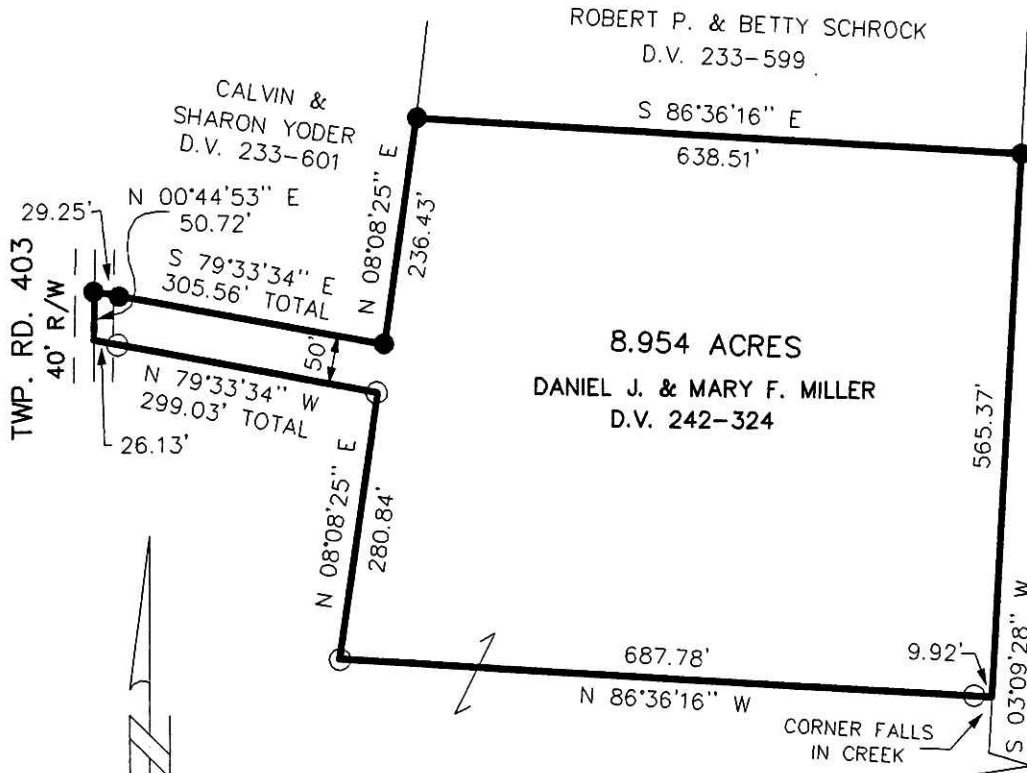 ROBERT P. & BETTY SCHROCK
D.V. 233-599
CALVIN &
SHARON YODER
D.V. 233-601
S 86°36'16'' E
638.51'
N 00°44'53'' E
50.72'
29.25'
N 08°08'25'' E
236.43'
TWP. RD. 403
40' R/W
S 79°33'34'' E
305.56' TOTAL
50'
N 79°33'34'' W
299.03' TOTAL
26.13'
8.954 ACRES
DANIEL J. & MARY F. MILLER
D.V. 242-324
565.37'
N 08°08'25'' E
280.84'
687.78'
N 86°36'16'' W
9.92'
S 03°09'28'' W
CORNER FALLS
IN CREEK